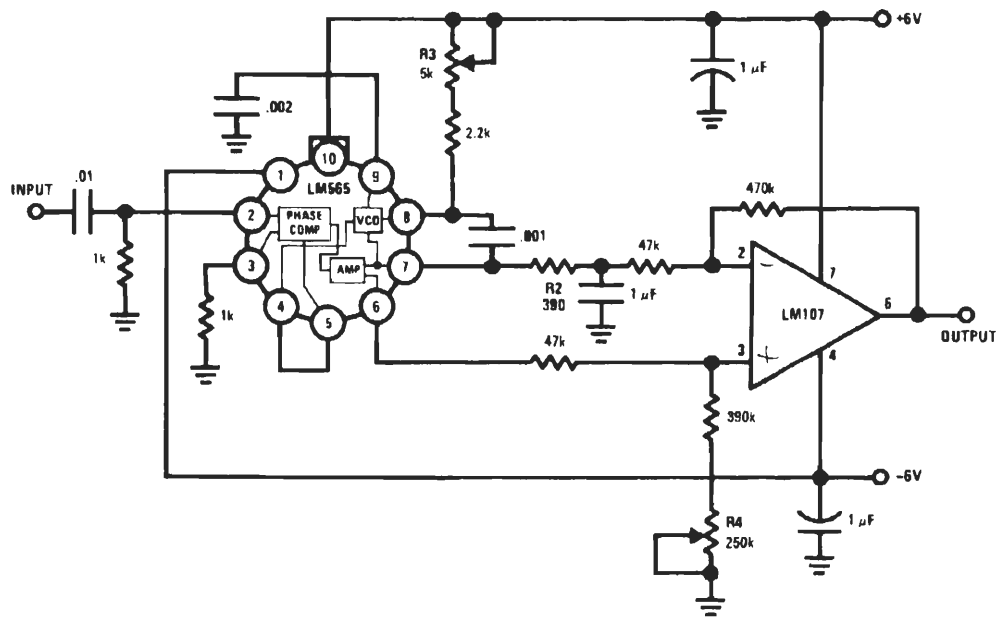 +6V
R3
5k
1 µF
.002
2.2k
10
1
9
LM565
INPUT
.01
470k
2
PHASE
COMP
VCO
8
.001
47k
2
−
7
1k
3
AMP
7
R2
390
1 µF
LM107
6
OUTPUT
4
6
1k
5
47k
3
+
4
390k
−6V
R4
250k
1 µF